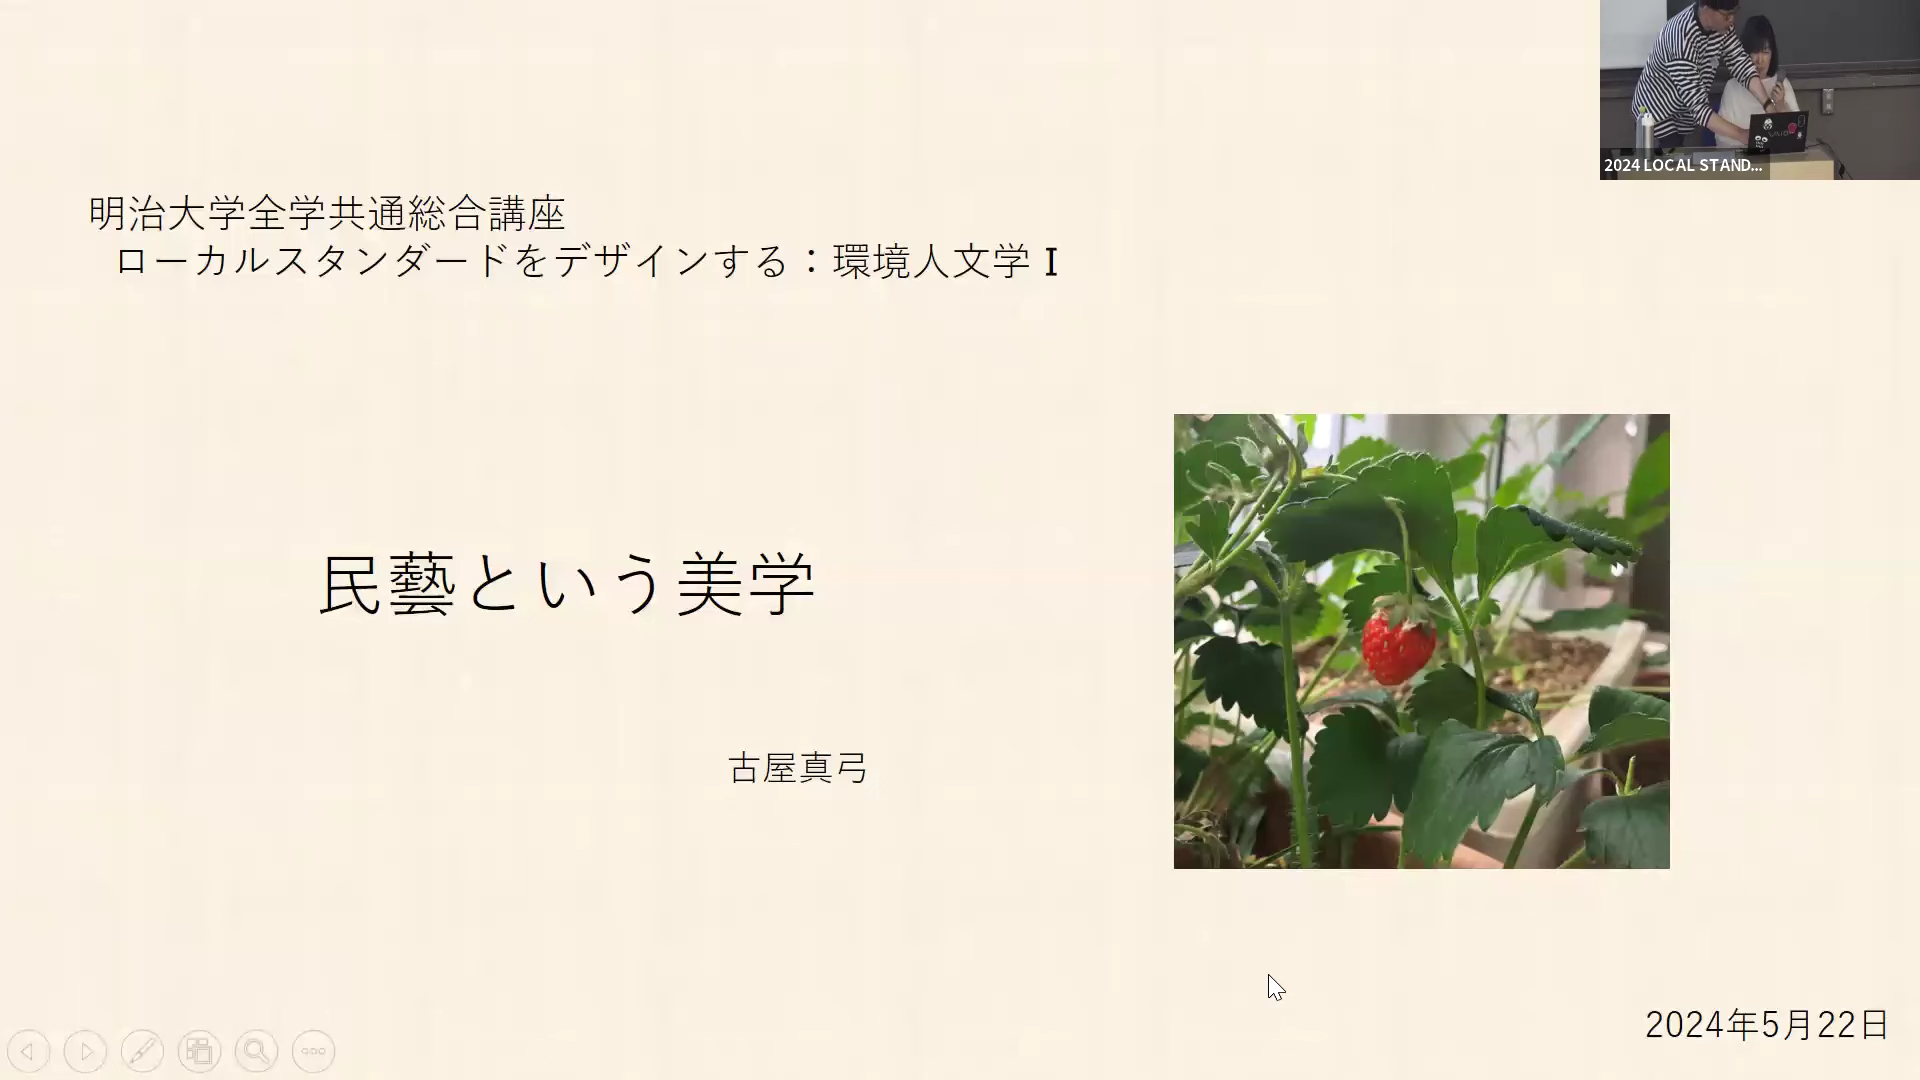 2024 LOCAL STAND...
明治大学全学共通総合講座
ローカルスタンダードをデザインする：環境人文学 I
民藝という美学
古屋真弓
2024年5月22日